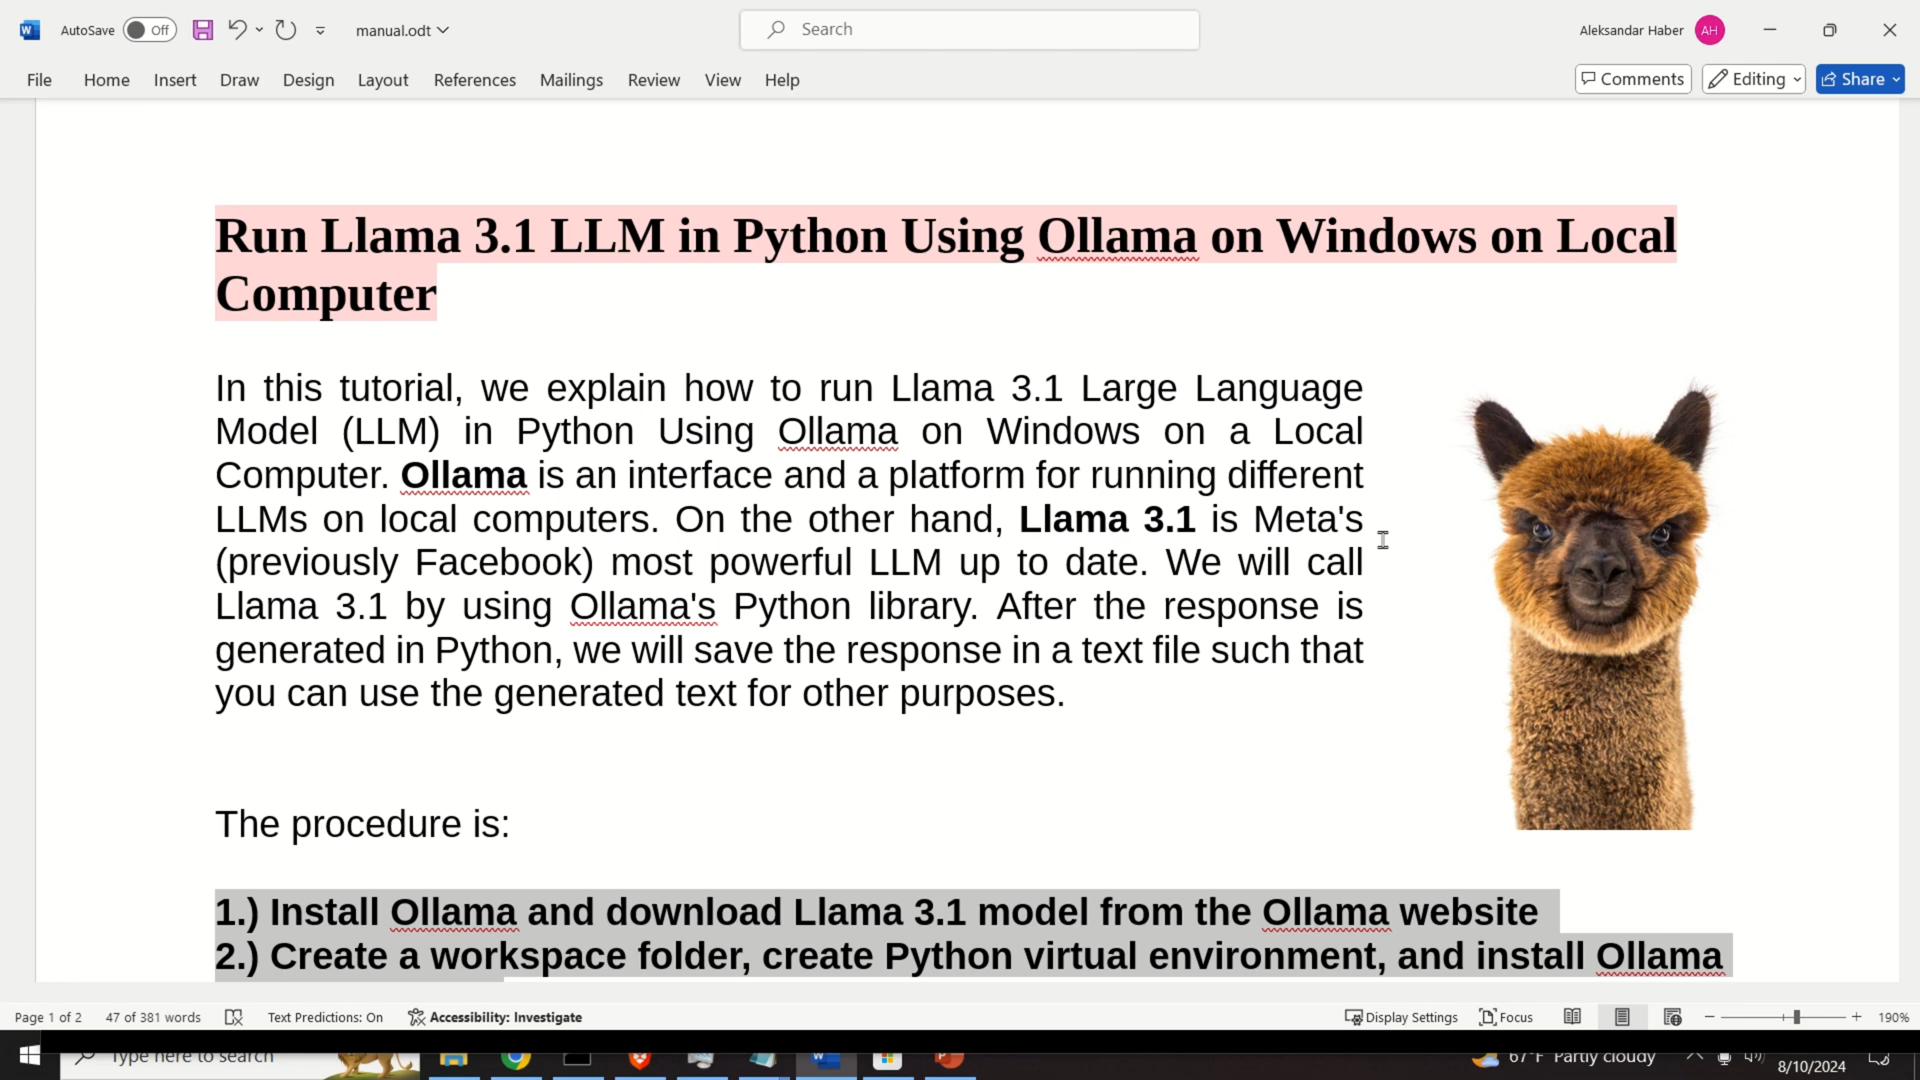 AutoSave Off manual.odt Search Aleksandar Haber AH
File Home Insert Draw Design Layout References Mailings Review View Help Comments Editing Share
Run Llama 3.1 LLM in Python Using Ollama on Windows on Local
Computer
In this tutorial, we explain how to run Llama 3.1 Large Language
Model (LLM) in Python Using Ollama on Windows on a Local
Computer. Ollama is an interface and a platform for running different
LLMs on local computers. On the other hand, Llama 3.1 is Meta's
(previously Facebook) most powerful LLM up to date. We will call
Llama 3.1 by using Ollama's Python library. After the response is
generated in Python, we will save the response in a text file such that
you can use the generated text for other purposes.
The procedure is:
1.) Install Ollama and download Llama 3.1 model from the Ollama website
2.) Create a workspace folder, create Python virtual environment, and install Ollama
Page 1 of 2 47 of 381 words Text Predictions: On Accessibility: Investigate Display Settings Focus 190%
Type here to search 67°F Partly cloudy
8/10/2024